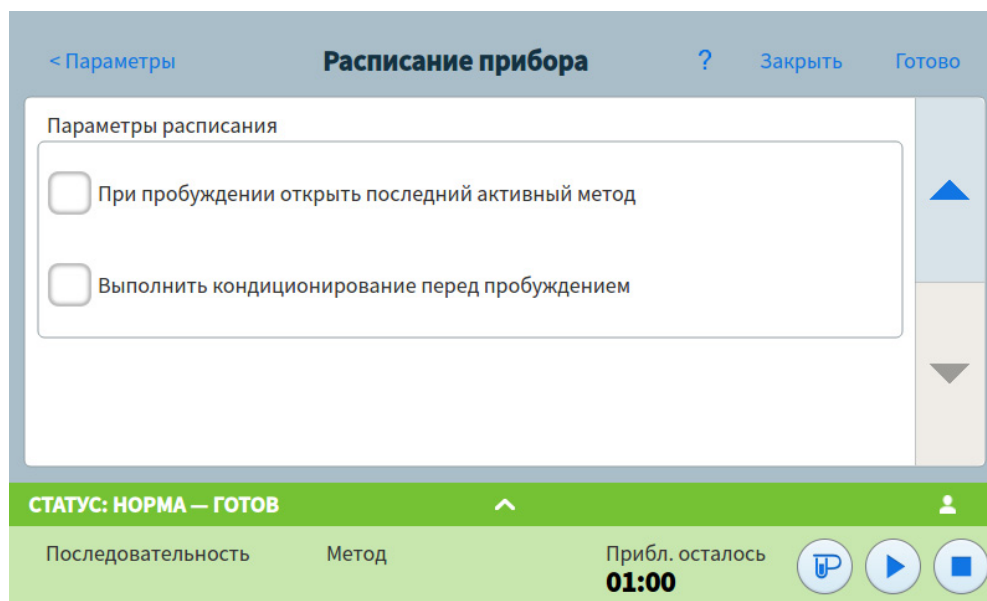 < Параметры Расписание прибора ? Закрыть Готово
Параметры расписания
При пробуждении открыть последний активный метод
Выполнить кондиционирование перед пробуждением
СТАТУС: НОРМА — ГОТОВ
Последовательность Метод Прибл. осталось
01:00